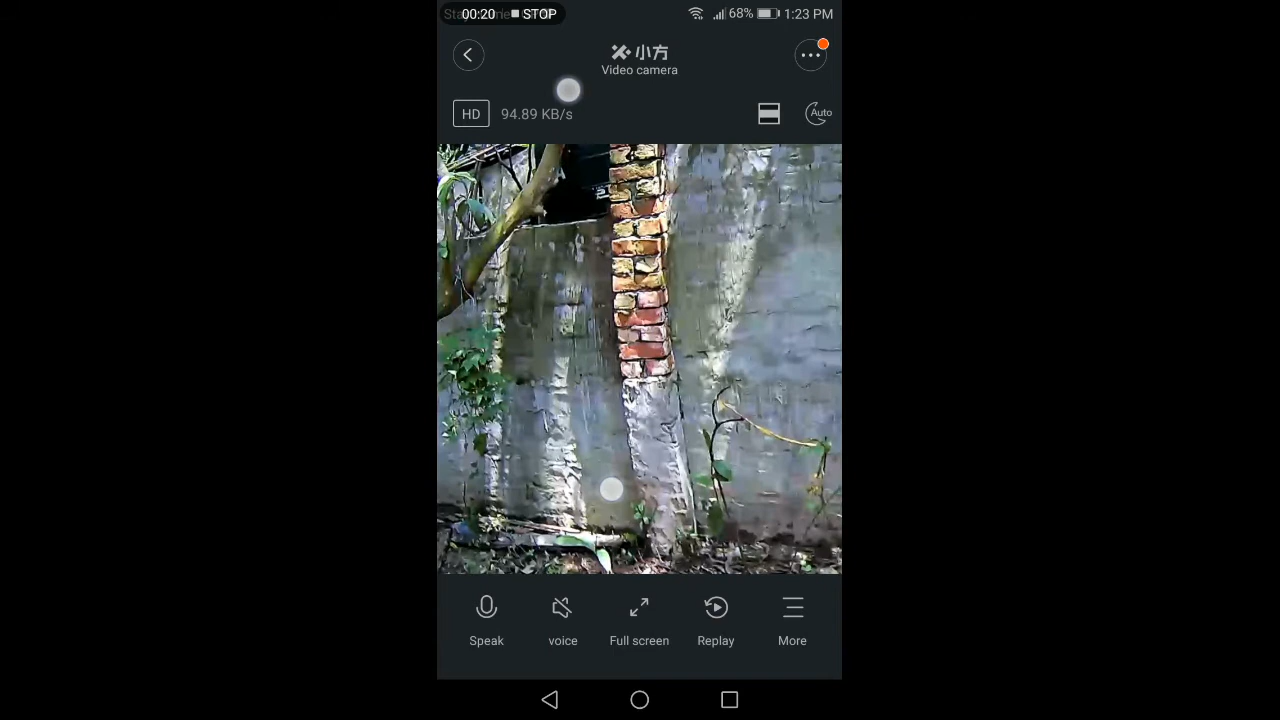 00:20 STOP
68% 1:23 PM
小方
Video camera
HD 94.89 KB/s
Auto
Speak voice Full screen Replay More